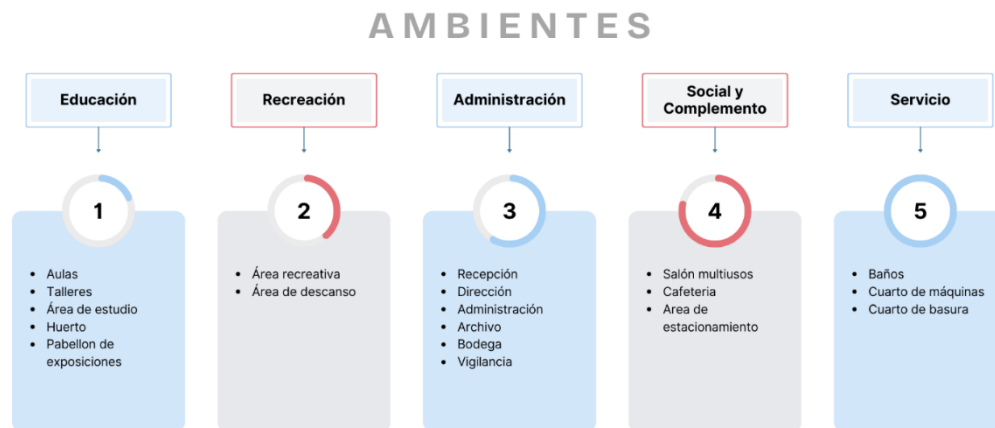 AMBIENTES
Educación
Recreación
Administración
Social y
Complemento
Servicio
1
2
3
4
5
• Aulas
• Talleres
• Área de estudio
• Huerto
• Pabellon de
exposiciones
• Área recreativa
• Área de descanso
• Recepción
• Dirección
• Administración
• Archivo
• Bodega
• Vigilancia
• Salón multiusos
• Cafeteria
• Area de
estacionamiento
• Baños
• Cuarto de máquinas
• Cuarto de basura